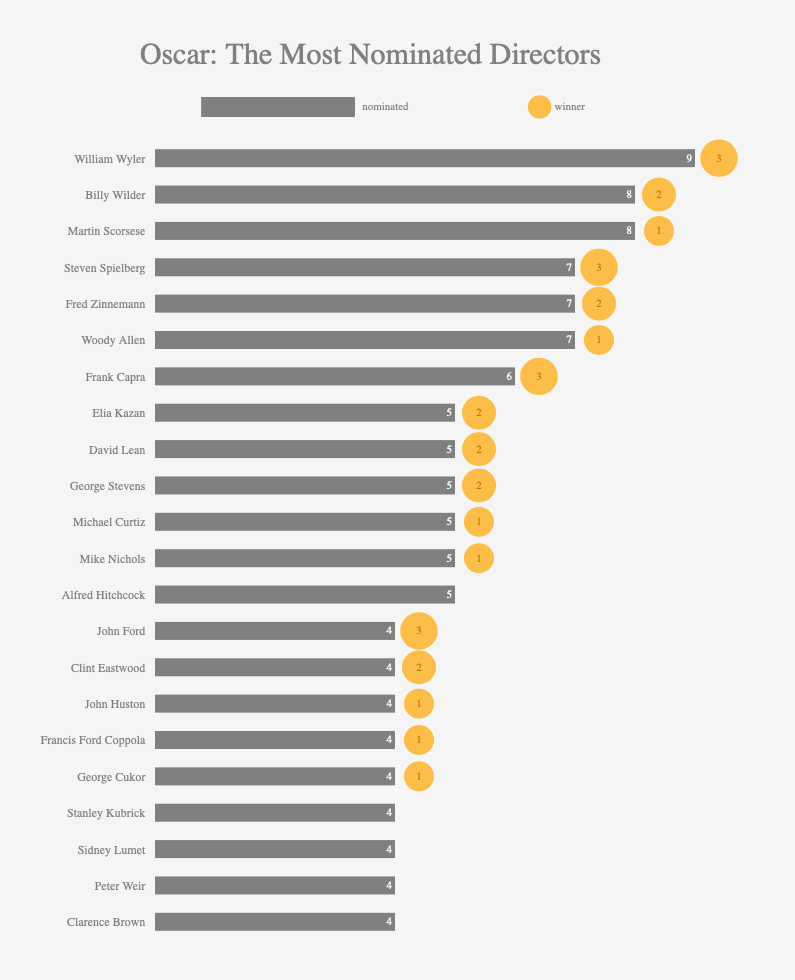 Oscar: The Most Nominated Directors
nominated winner
William Wyler 9 3
Billy Wilder 8 2
Martin Scorsese 8 1
Steven Spielberg 7 3
Fred Zinnemann 7 2
Woody Allen 7 1
Frank Capra 6 3
Elia Kazan 5 2
David Lean 5 2
George Stevens 5 2
Michael Curtiz 5 1
Mike Nichols 5 1
Alfred Hitchcock 5
John Ford 4 3
Clint Eastwood 4 2
John Huston 4 1
Francis Ford Coppola 4 1
George Cukor 4 1
Stanley Kubrick 4
Sidney Lumet 4
Peter Weir 4
Clarence Brown 4